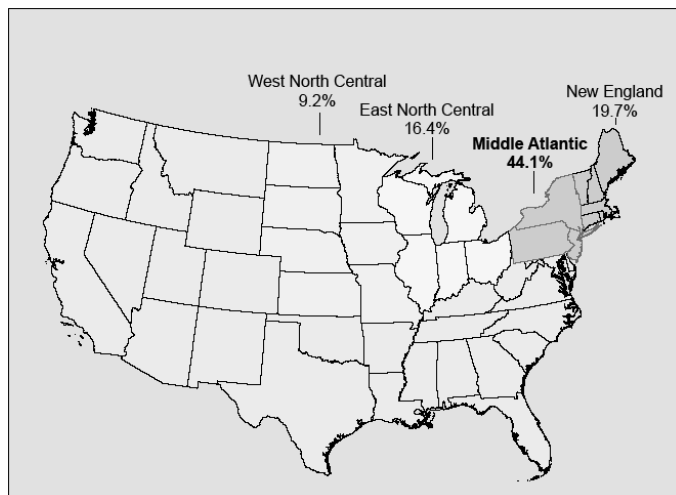 West North Central
9.2%
East North Central
16.4%
Middle Atlantic
44.1%
New England
19.7%